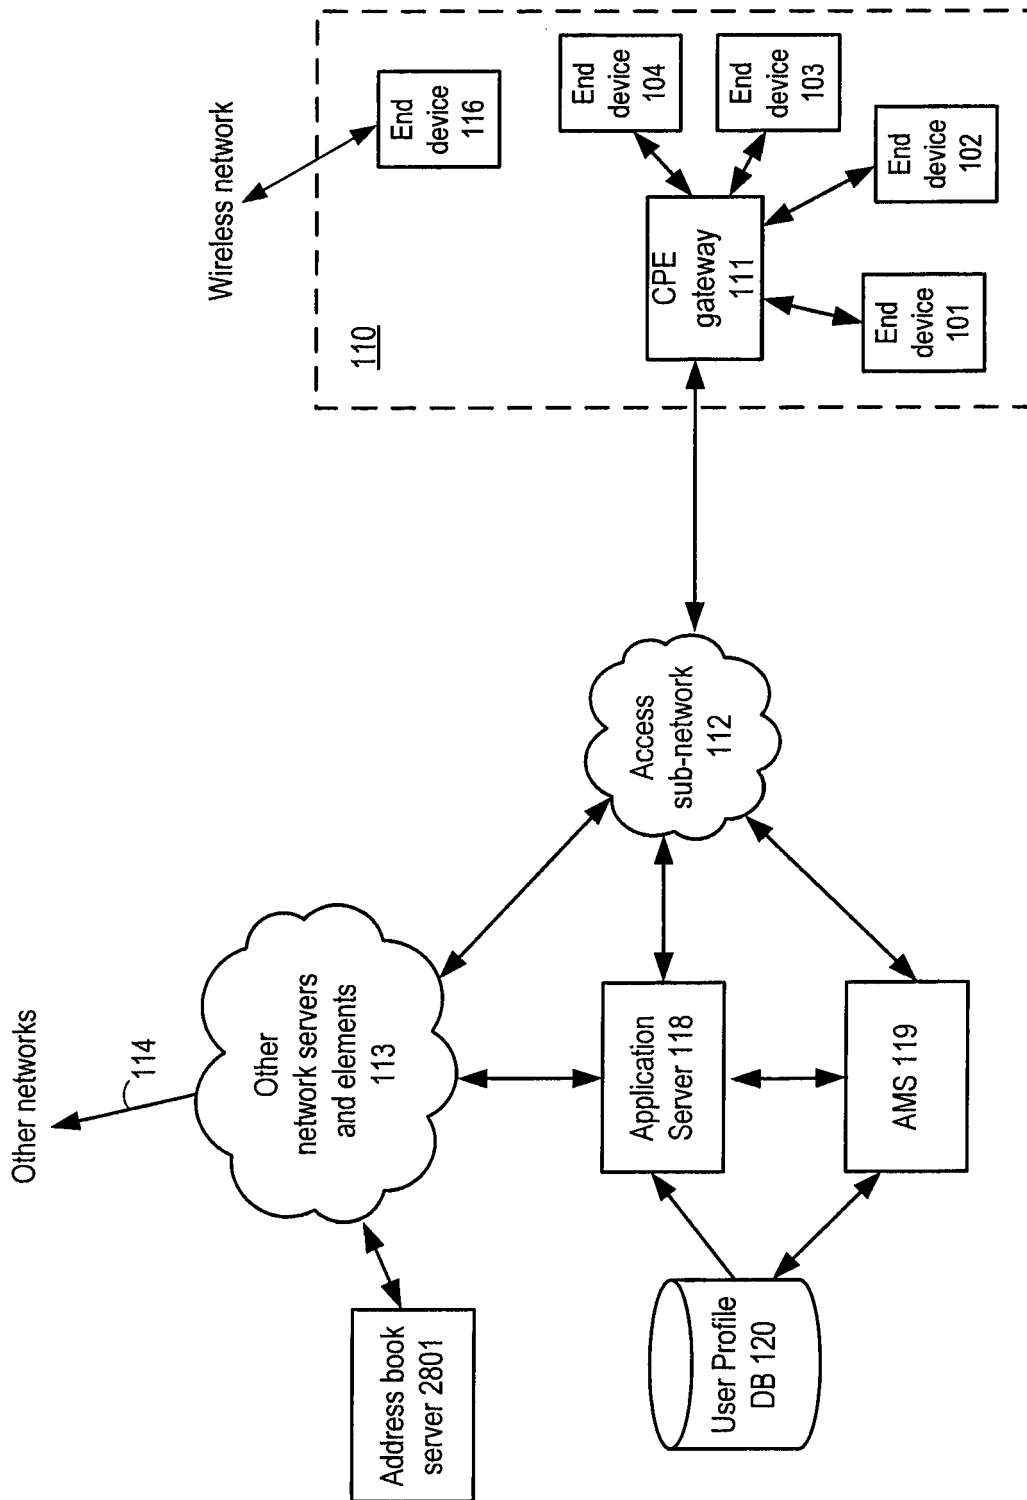 Other networks
114
Other
network servers
and elements
113
Address book
server 2801
Application
Server 118
User Profile
DB 120
AMS 119
Access
sub-network
112
Wireless network
110
CPE
gateway
111
End
device
116
End
device
104
End
device
103
End
device
102
End
device
101